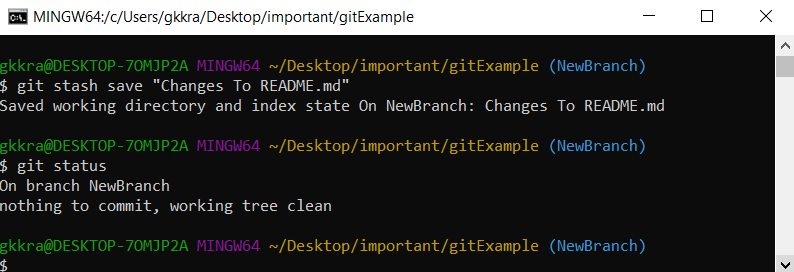 MINGW64:/c/Users/gkkra/Desktop/important/gitExample
gkkra@DESKTOP-7OMJP2A MINGW64 ~/Desktop/important/gitExample (NewBranch)
$ git stash save "Changes To README.md"
Saved working directory and index state On NewBranch: Changes To README.md
gkkra@DESKTOP-7OMJP2A MINGW64 ~/Desktop/important/gitExample (NewBranch)
$ git status
On branch NewBranch
nothing to commit, working tree clean
gkkra@DESKTOP-7OMJP2A MINGW64 ~/Desktop/important/gitExample (NewBranch)
$